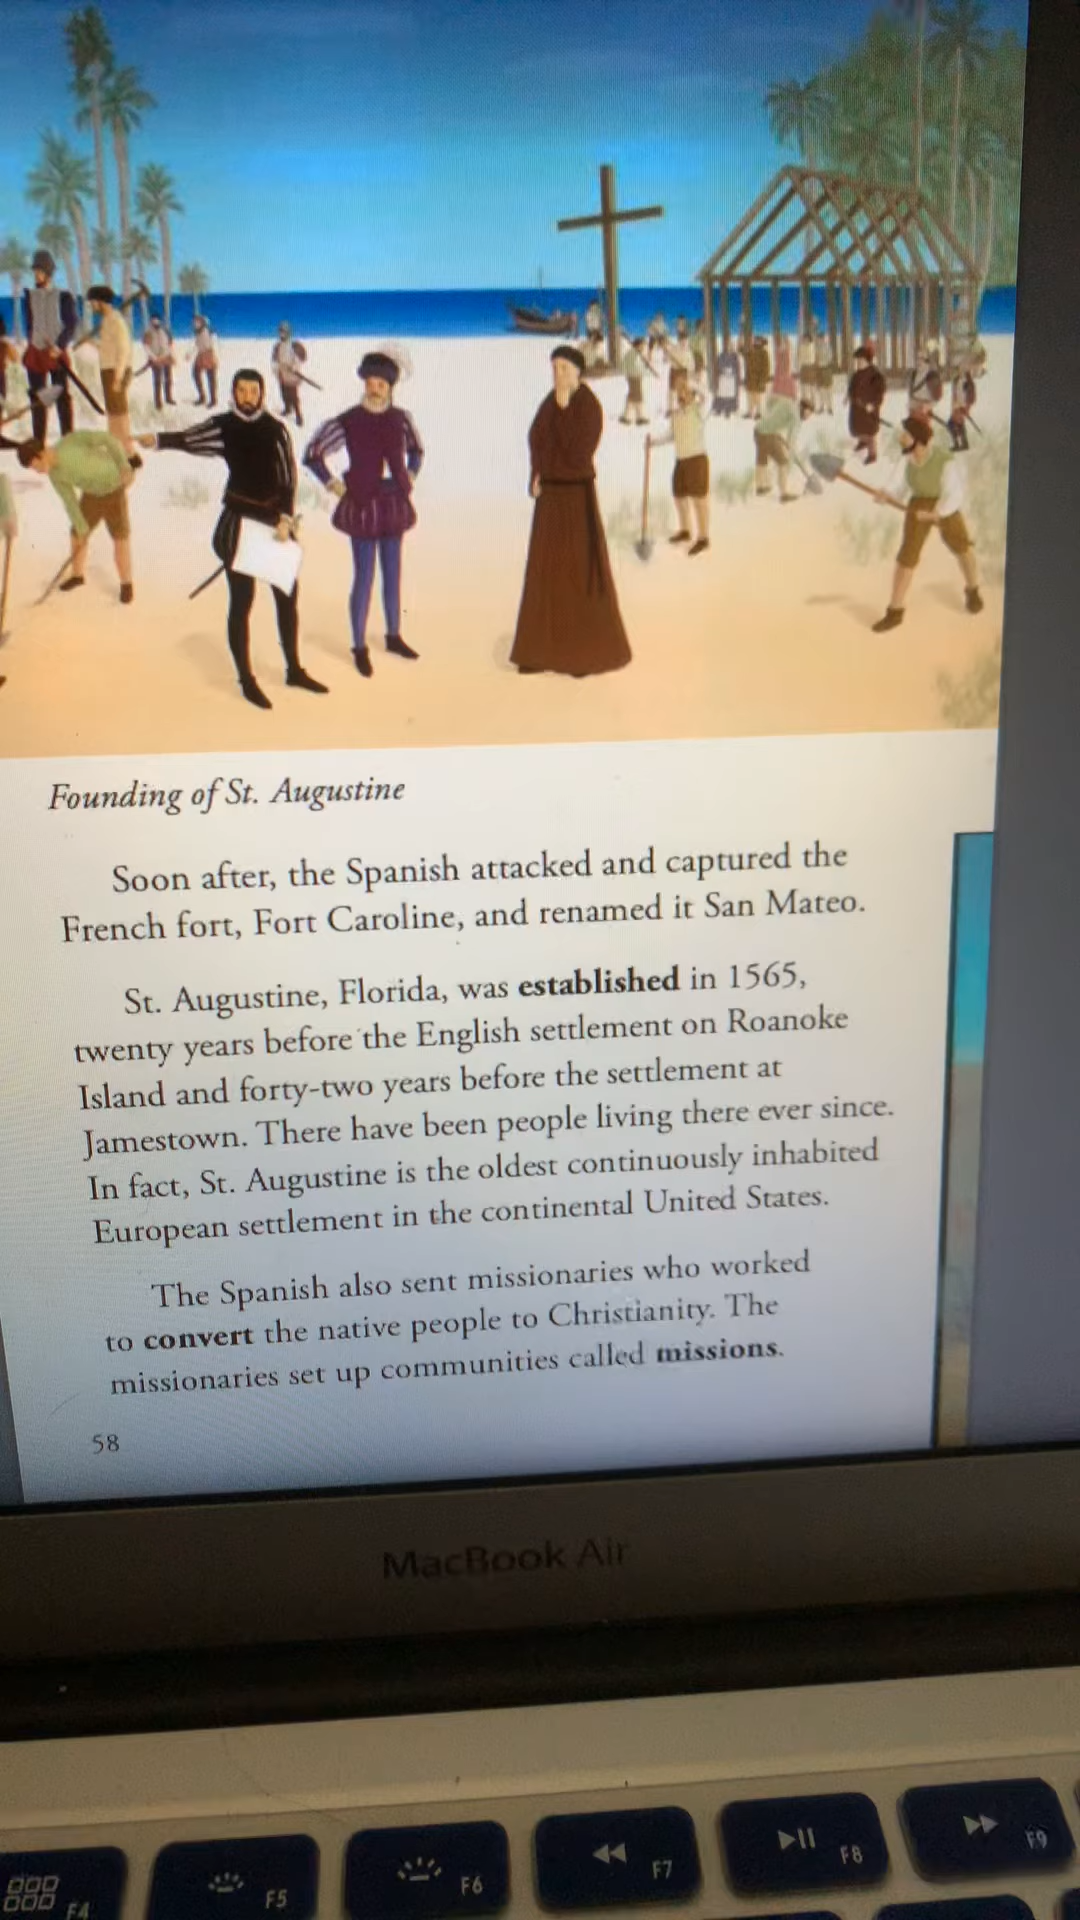 Founding of St. Augustine
Soon after, the Spanish attacked and captured the
French fort, Fort Caroline, and renamed it San Mateo.
St. Augustine, Florida, was established in 1565,
twenty years before the English settlement on Roanoke
Island and forty-two years before the settlement at
Jamestown. There have been people living there ever since.
In fact, St. Augustine is the oldest continuously inhabited
European settlement in the continental United States.
The Spanish also sent missionaries who worked
to convert the native people to Christianity. The
missionaries set up communities called missions.
58
MacBook Air
F4
F5
F6
F7
F8
F9